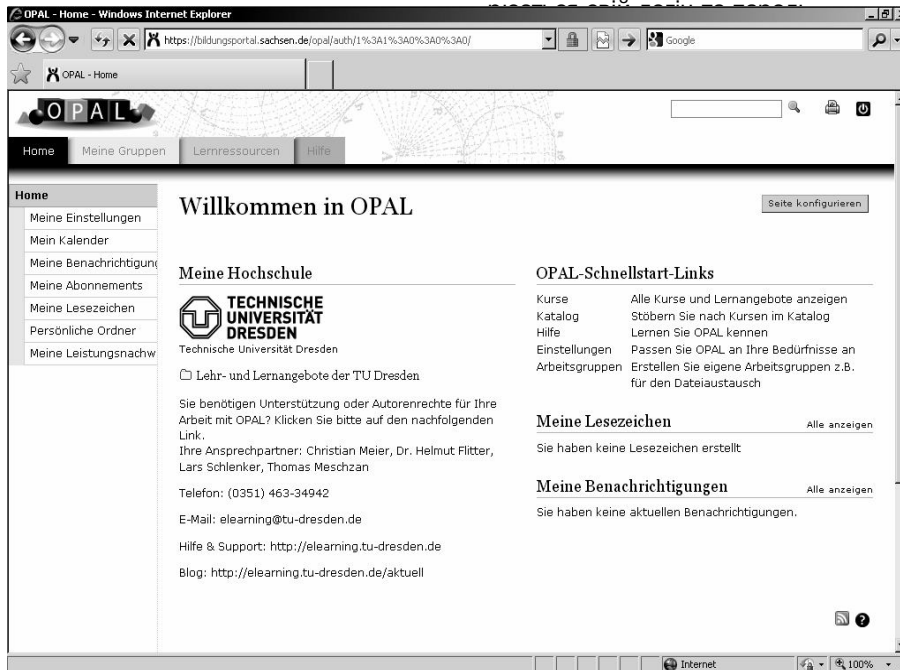 OPAL - Home - Windows Internet Explorer
https://bildungsportal.sachsen.de/opal/auth/1%3A1%3A0%3A0%3A0/
Google
OPAL - Home
OPAL
Home Meine Gruppen Lernressourcen Hilfe
Home
Meine Einstellungen
Mein Kalender
Meine Benachrichtigung
Meine Abonnements
Meine Lesezeichen
Persönliche Ordner
Meine Leistungsnachw
Willkommen in OPAL
Seite konfigurieren
Meine Hochschule
TECHNISCHE
UNIVERSITÄT
DRESDEN
Technische Universität Dresden
Lehr- und Lernangebote der TU Dresden
Sie benötigen Unterstützung oder Autorenrechte für Ihre
Arbeit mit OPAL? Klicken Sie bitte auf den nachfolgenden
Link.
Ihre Ansprechpartner: Christian Meier, Dr. Helmut Flitter,
Lars Schlenker, Thomas Meschzan
Telefon: (0351) 463-34942
E-Mail: elearning@tu-dresden.de
Hilfe & Support: http://elearning.tu-dresden.de
Blog: http://elearning.tu-dresden.de/aktuell
OPAL-Schnellstart-Links
Kurse Alle Kurse und Lernangebote anzeigen
Katalog Stöbern Sie nach Kursen im Katalog
Hilfe Lernen Sie OPAL kennen
Einstellungen Passen Sie OPAL an Ihre Bedürfnisse an
Arbeitsgruppen Erstellen Sie eigene Arbeitsgruppen z.B.
für den Dateiaustausch
Meine Lesezeichen Alle anzeigen
Sie haben keine Lesezeichen erstellt
Meine Benachrichtigungen Alle anzeigen
Sie haben keine aktuellen Benachrichtigungen.
Internet 100%